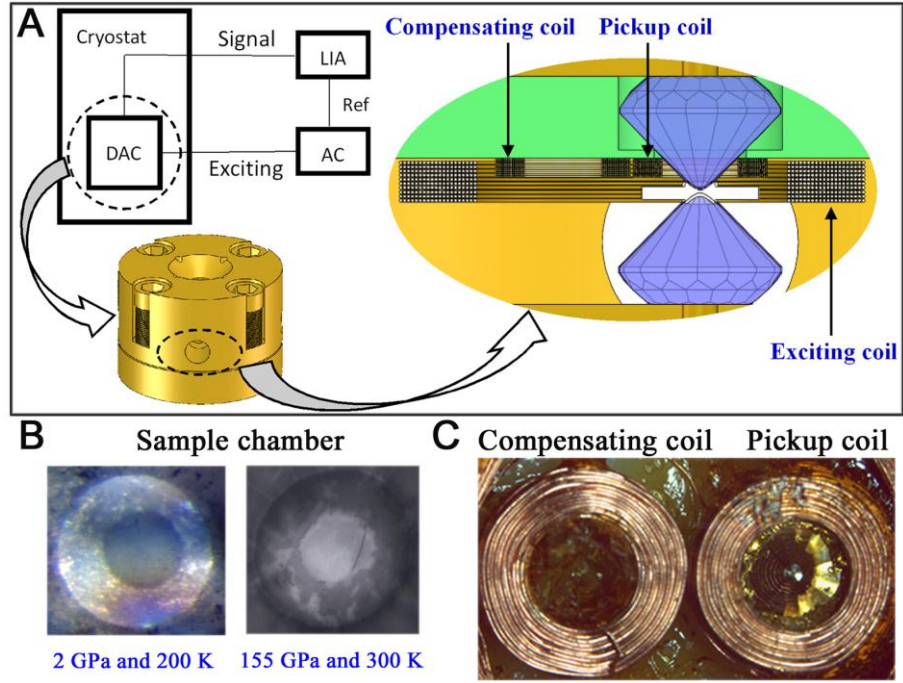 A
Cryostat
Signal
LIA
Ref
DAC
Exciting
AC
Compensating coil
Pickup coil
Exciting coil
B
Sample chamber
2 GPa and 200 K
155 GPa and 300 K
C
Compensating coil
Pickup coil